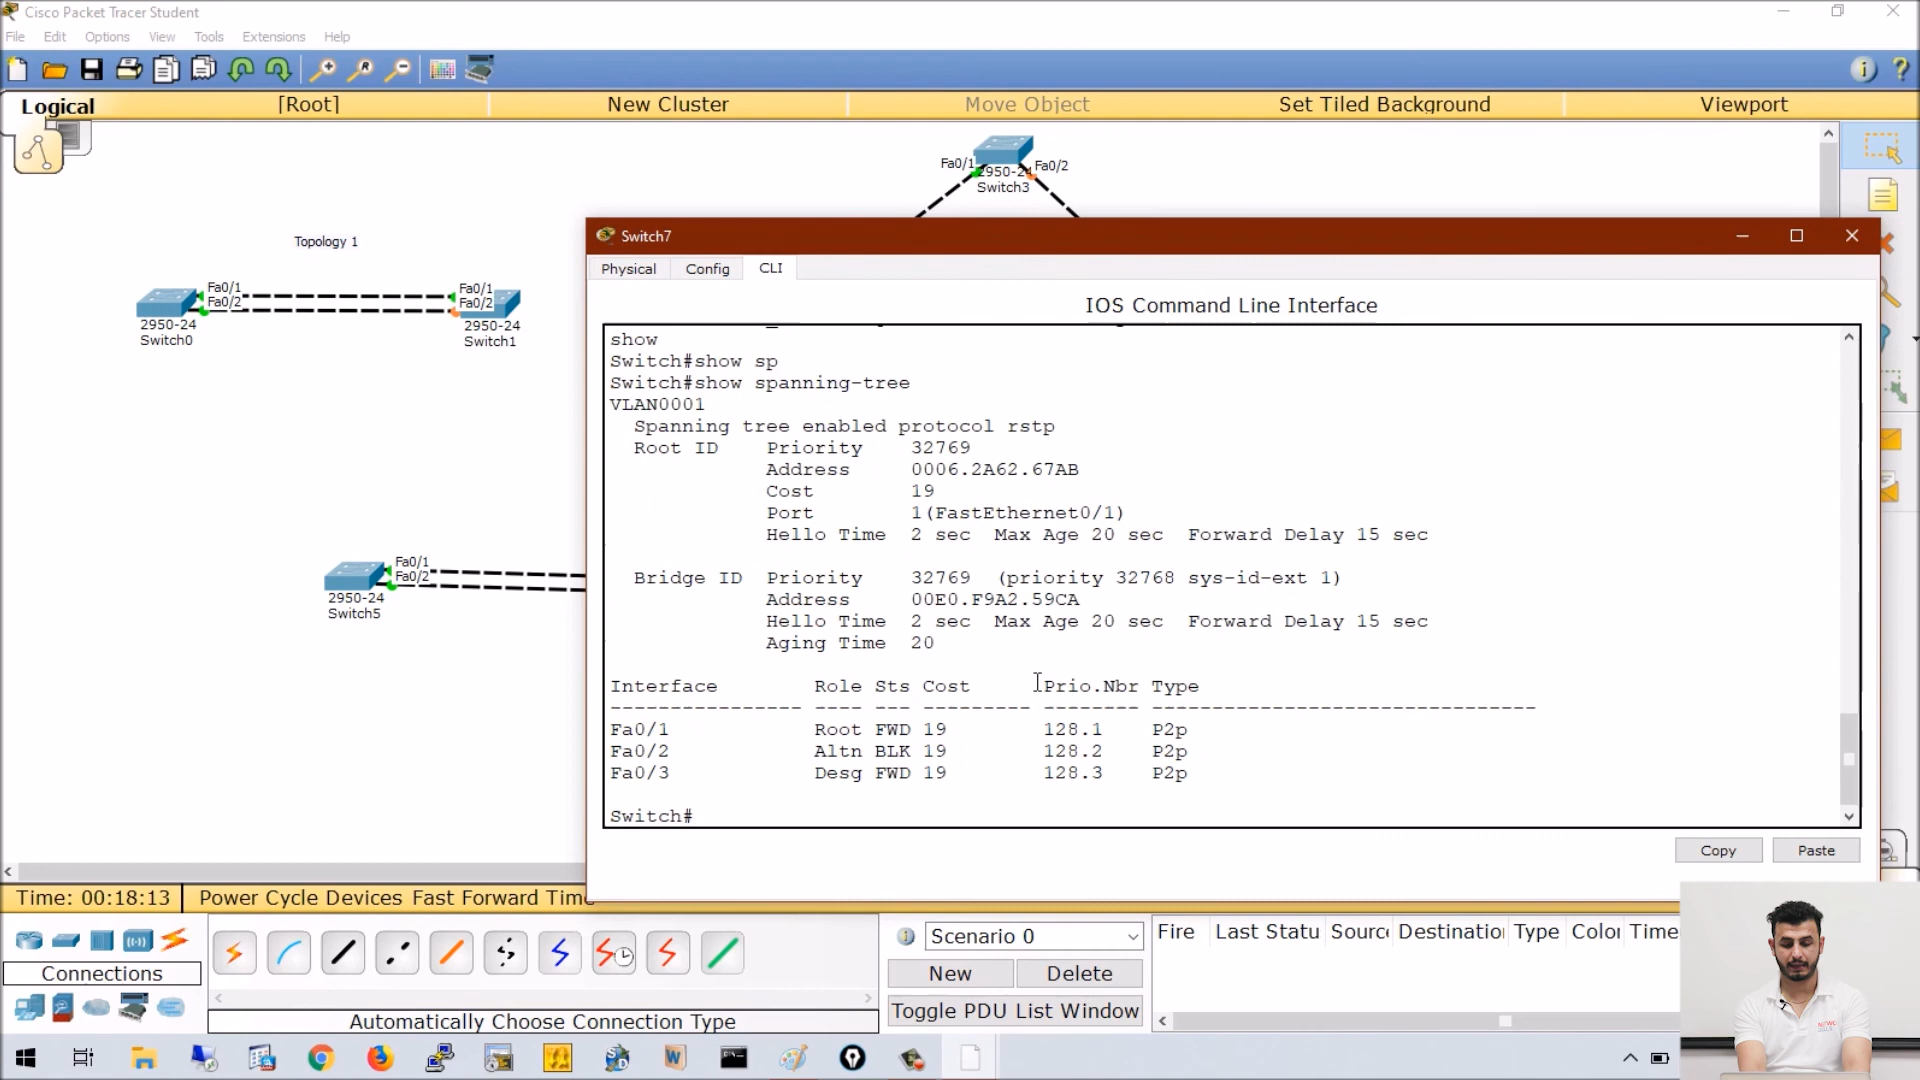 Cisco Packet Tracer Student
File Edit Options View Tools Extensions Help
Logical [Root] New Cluster Move Object Set Tiled Background Viewport
Fa0/1 Fa0/2
2950-24
Switch3
Topology 1
Fa0/1 Fa0/1
Fa0/2 Fa0/2
2950-24 2950-24
Switch0 Switch1
Fa0/1
Fa0/2
2950-24
Switch5
Switch7
Physical Config CLI
IOS Command Line Interface
show
Switch#show sp
Switch#show spanning-tree
VLAN0001
Spanning tree enabled protocol rstp
Root ID Priority 32769
Address 0006.2A62.67AB
Cost 19
Port 1(FastEthernet0/1)
Hello Time 2 sec Max Age 20 sec Forward Delay 15 sec
Bridge ID Priority 32769 (priority 32768 sys-id-ext 1)
Address 00E0.F9A2.59CA
Hello Time 2 sec Max Age 20 sec Forward Delay 15 sec
Aging Time 20
Interface Role Sts Cost Prio.Nbr Type
---------------- ---- --- --------- -------- --------------------------------
Fa0/1 Root FWD 19 128.1 P2p
Fa0/2 Altn BLK 19 128.2 P2p
Fa0/3 Desg FWD 19 128.3 P2p
Switch#
Copy Paste
Time: 00:18:13 Power Cycle Devices Fast Forward Time
Connections
Automatically Choose Connection Type
Scenario 0
New Delete
Toggle PDU List Window
Fire Last Statu Source Destination Type Color Time